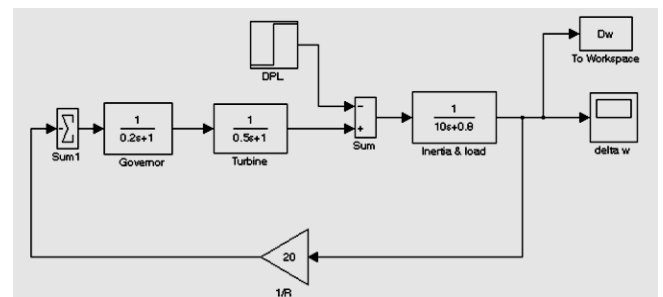 Dw
To Workspace
DPL
1
0.2s+1
Governor
1
0.5s+1
Turbine
−
+
Sum
1
10s+0.8
Inertia & load
delta w
−
Σ
Sum1
20
1/R